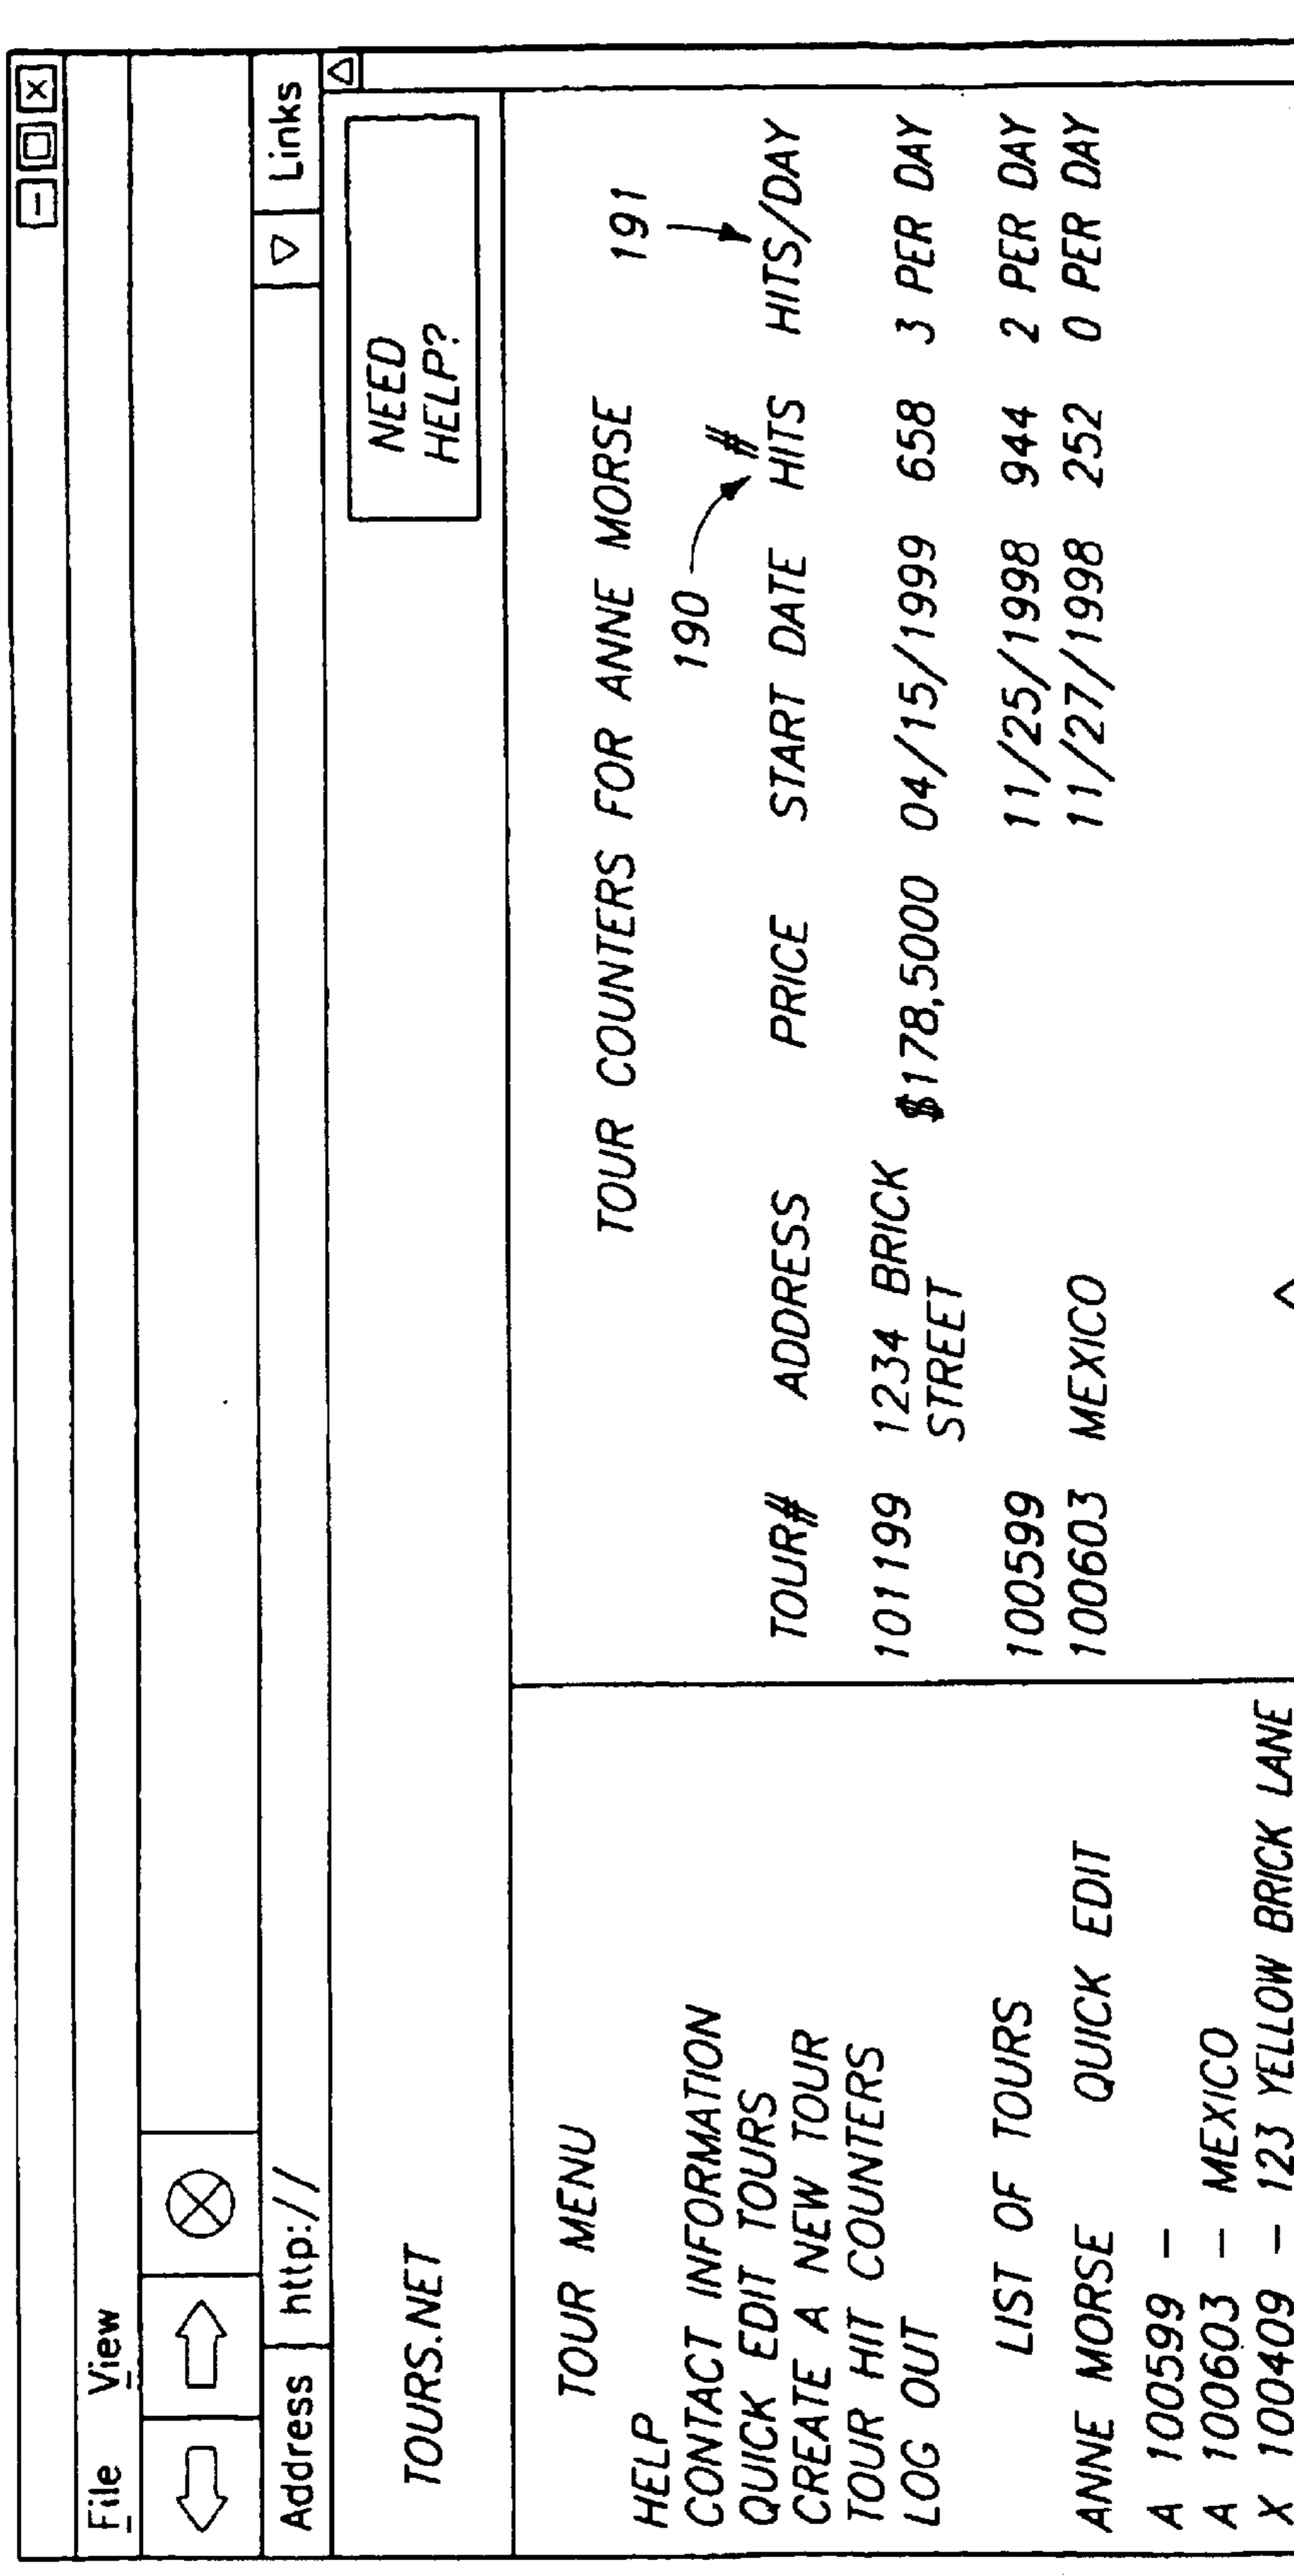 File View
Address http:// Links
TOURS.NET
NEED
HELP?
TOUR MENU
HELP
CONTACT INFORMATION
QUICK EDIT TOURS
CREATE A NEW TOUR
TOUR HIT COUNTERS
LOG OUT
LIST OF TOURS
ANNE MORSE QUICK EDIT
A 100599 –
A 100603 – MEXICO
X 100409 – 123 YELLOW BRICK LANE
TOUR COUNTERS FOR ANNE MORSE
191
190
#
TOUR# ADDRESS PRICE START DATE HITS HITS/DAY
101199 1234 BRICK $178,5000 04/15/1999 658 3 PER DAY
STREET
100599 11/25/1998 944 2 PER DAY
100603 MEXICO 11/27/1998 252 0 PER DAY